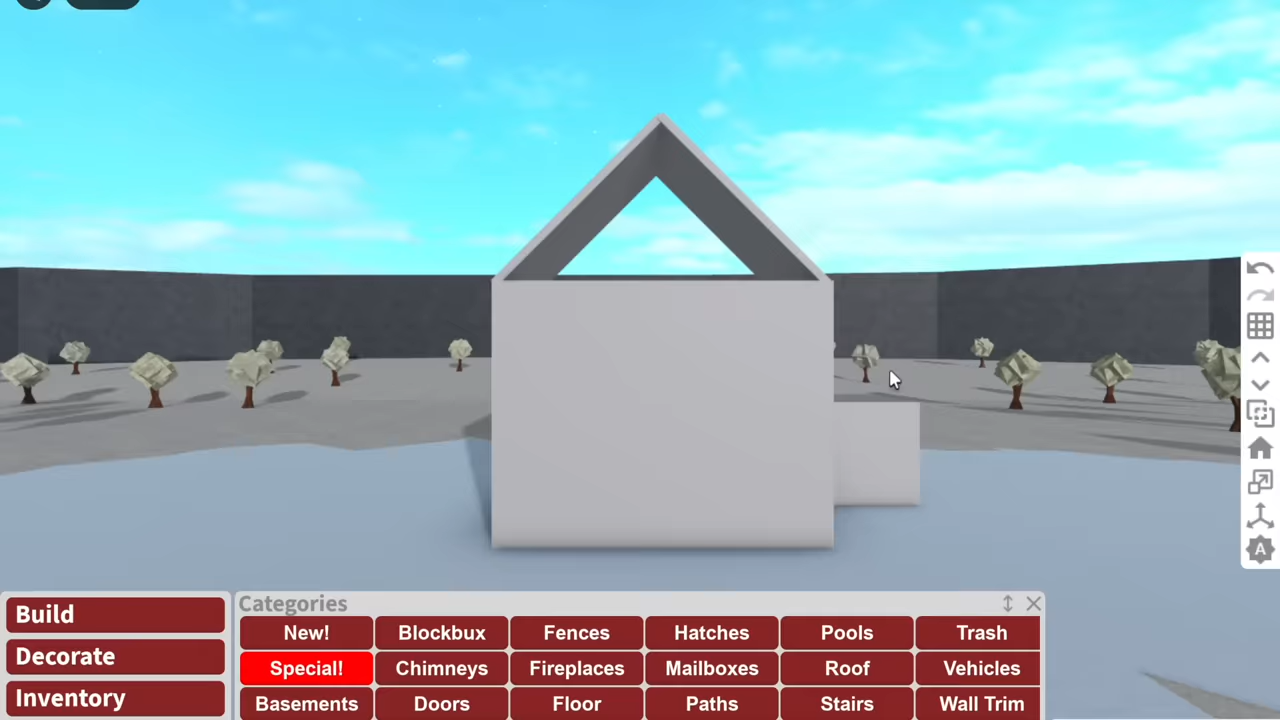 Build
Decorate
Inventory
Categories
New! Blockbux Fences Hatches Pools Trash
Special! Chimneys Fireplaces Mailboxes Roof Vehicles
Basements Doors Floor Paths Stairs Wall Trim
A